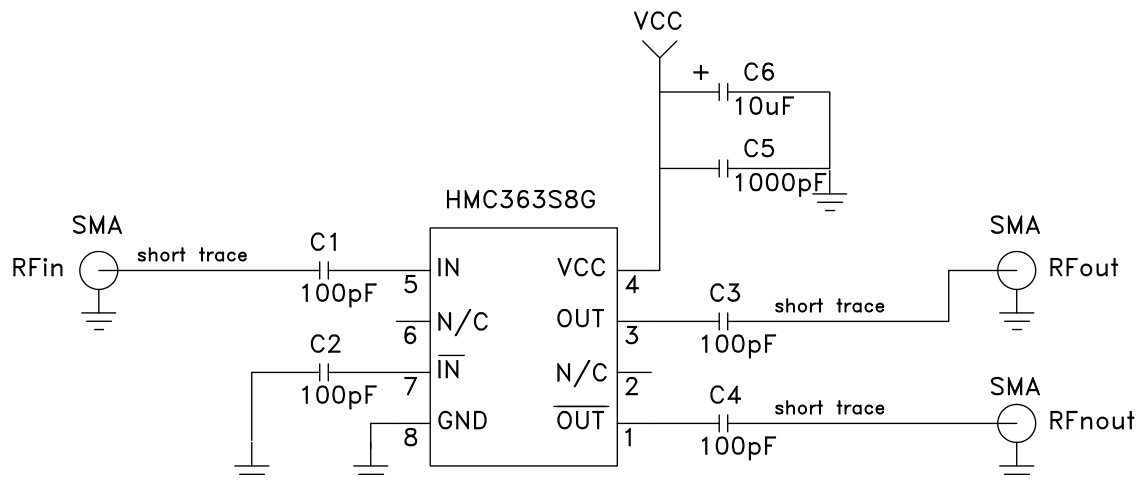 VCC
+ C6
10uF
C5
1000pF
HMC363S8G
SMA
RFin
short trace
C1
100pF
5
IN
VCC
4
SMA
RFout
6
N/C
OUT
3
C3
100pF
short trace
C2
100pF
7
IN
N/C
2
8
GND
OUT
1
C4
100pF
short trace
SMA
RFnout